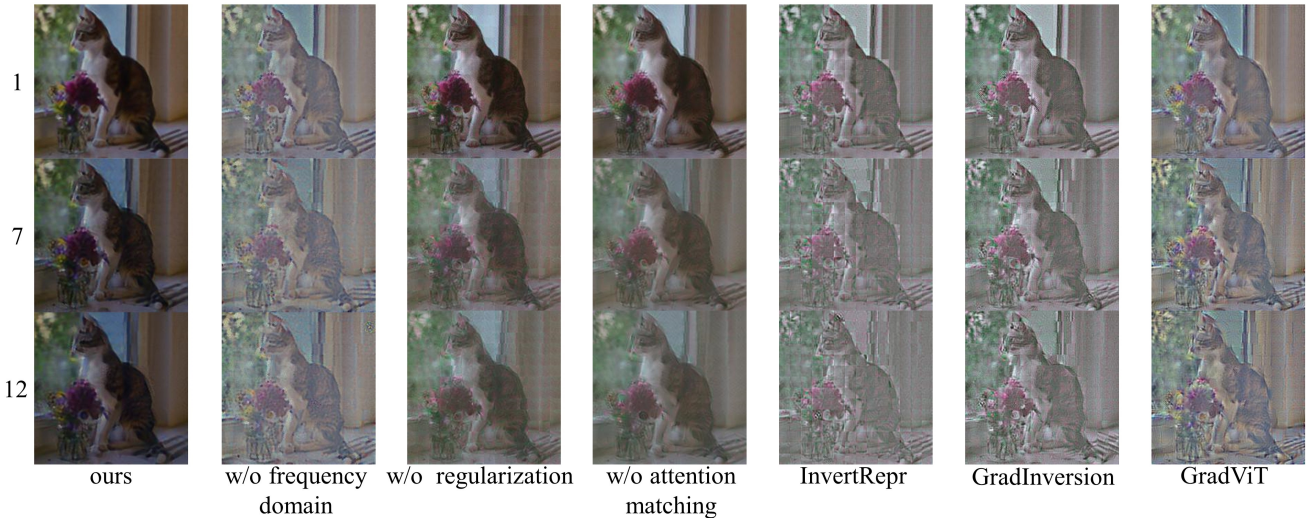 1
7
12
ours
w/o frequency
domain
w/o regularization
w/o attention
matching
InvertRepr
GradInversion
GradViT